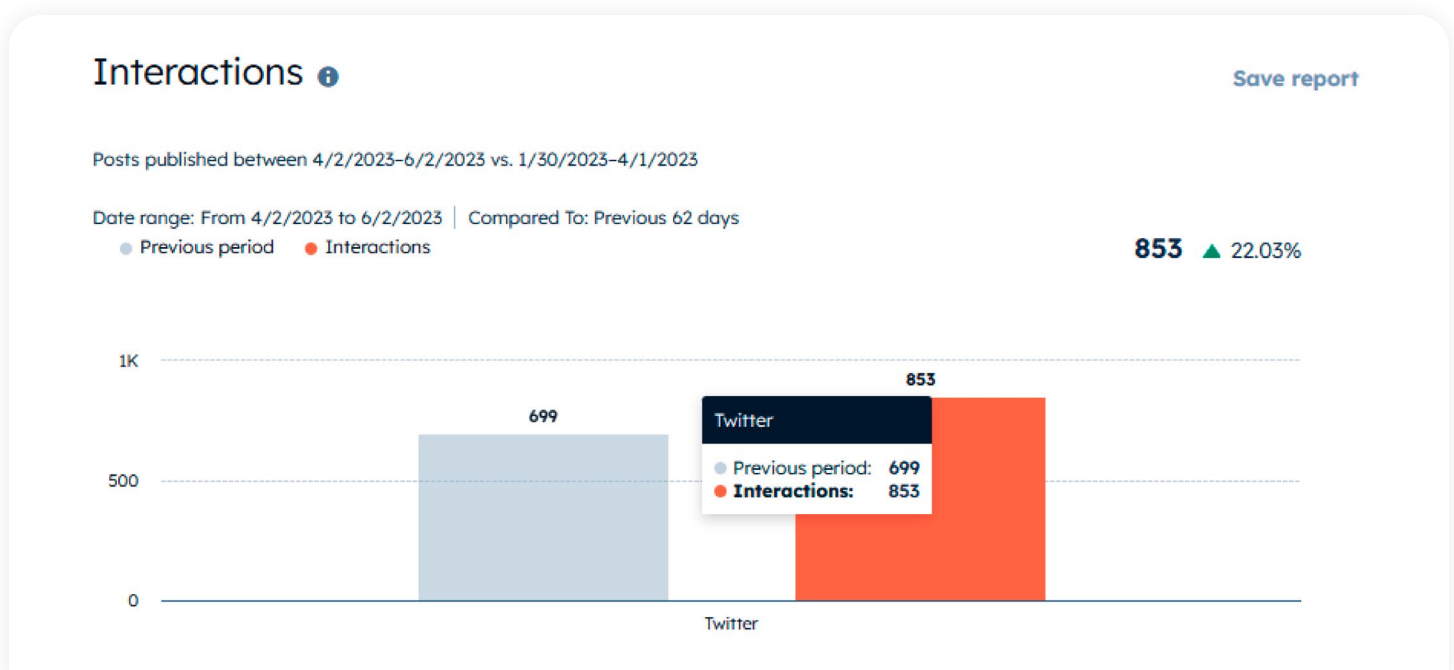 Interactions
Save report
Posts published between 4/2/2023–6/2/2023 vs. 1/30/2023–4/1/2023
Date range: From 4/2/2023 to 6/2/2023 | Compared To: Previous 62 days
Previous period Interactions
853 ▲ 22.03%
1K
853
699
Twitter
Previous period: 699
Interactions: 853
500
0
Twitter